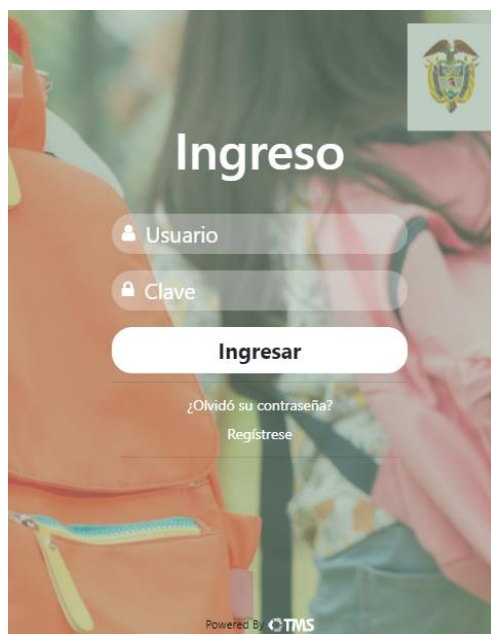 Ingreso
Usuario
Clave
Ingresar
¿Olvidó su contraseña?
Regístrese
Powered By TMS